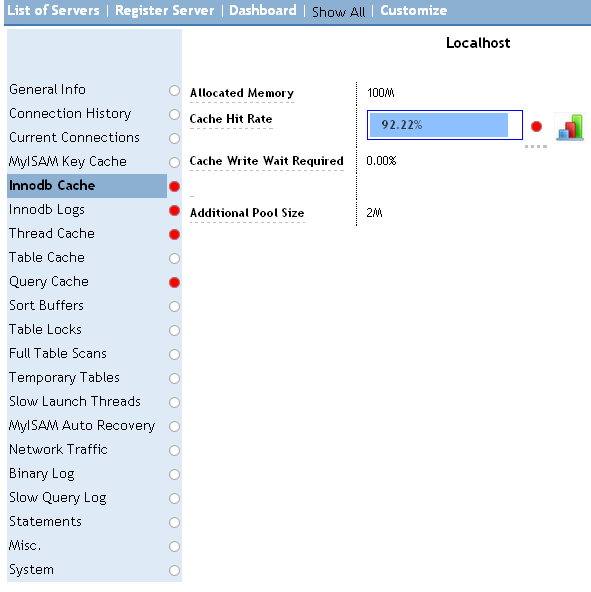 List of Servers | Register Server | Dashboard | Show All | Customize
Localhost
General Info
Connection History
Current Connections
MyISAM Key Cache
Innodb Cache
Innodb Logs
Thread Cache
Table Cache
Query Cache
Sort Buffers
Table Locks
Full Table Scans
Temporary Tables
Slow Launch Threads
MyISAM Auto Recovery
Network Traffic
Binary Log
Slow Query Log
Statements
Misc.
System
Allocated Memory 100M
Cache Hit Rate 92.22%
Cache Write Wait Required 0.00%
Additional Pool Size 2M